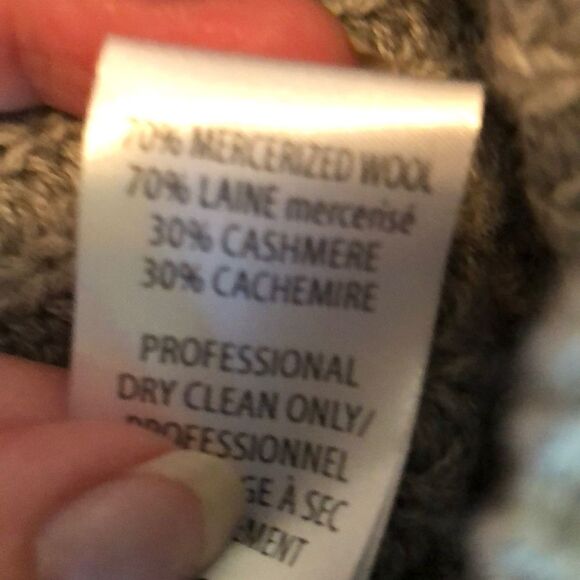 70% MERCERIZED WOOL
70% LAINE mercerisé
30% CASHMERE
30% CACHEMIRE
PROFESSIONAL
DRY CLEAN ONLY/
PROFESSIONNEL
À SEC